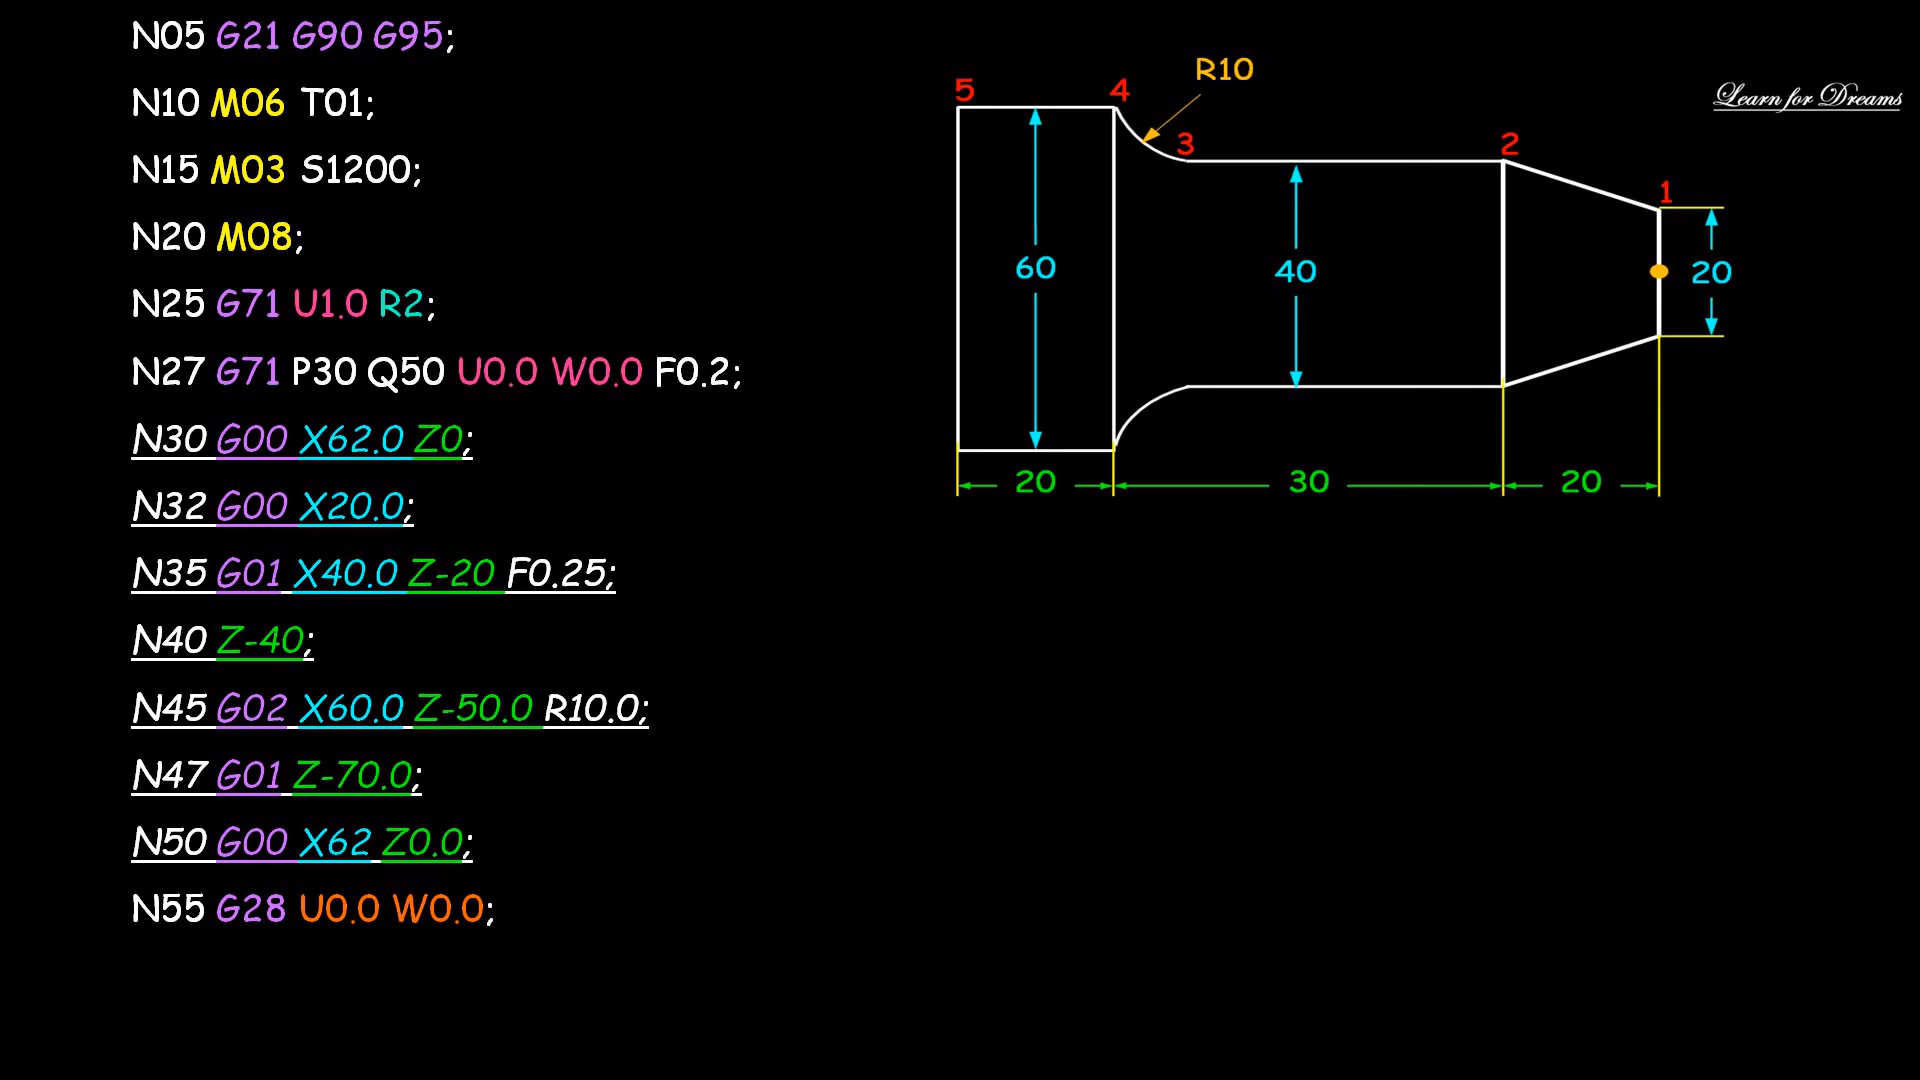 N05 G21 G90 G95;
N10 M06 T01;
N15 M03 S1200;
N20 M08;
N25 G71 U1.0 R2;
N27 G71 P30 Q50 U0.0 W0.0 F0.2;
N30 G00 X62.0 Z0;
N32 G00 X20.0;
N35 G01 X40.0 Z-20 F0.25;
N40 Z-40;
N45 G02 X60.0 Z-50.0 R10.0;
N47 G01 Z-70.0;
N50 G00 X62 Z0.0;
N55 G28 U0.0 W0.0;
R10
5 4
3 2
1
60 40 20
20 30 20
Learn for Dreams